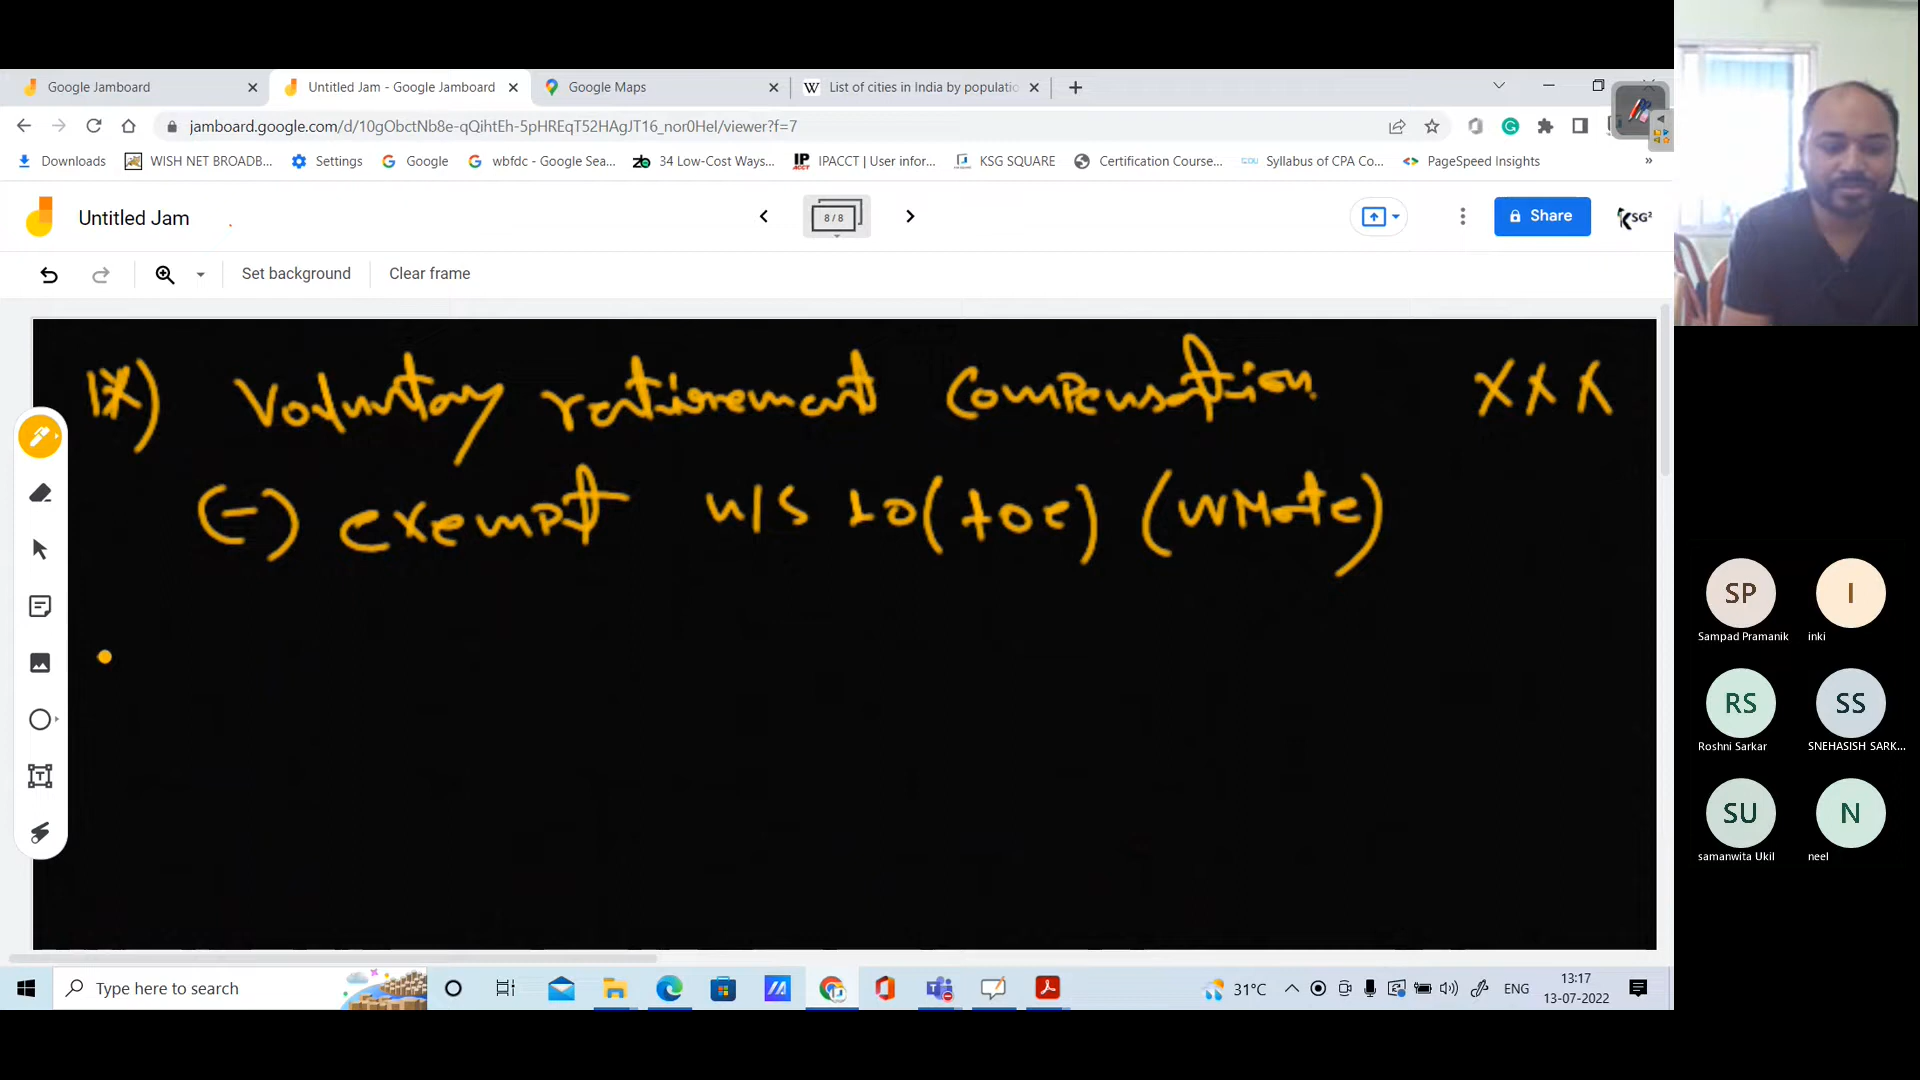 Google Jamboard
Untitled Jam - Google Jamboard
Google Maps
List of cities in India by populatio
jamboard.google.com/d/10gObctNb8e-qQihtEh-5pHREqT52HAgJT16_nor0HeI/viewer?f=7
Downloads
WISH NET BROADB...
Settings
Google
wbfdc - Google Sea...
34 Low-Cost Ways...
IPACCT | User infor...
KSG SQUARE
Certification Course...
Syllabus of CPA Co...
PageSpeed Insights
»
Untitled Jam
8 / 8
Share
KSG²
Set background
Clear frame
IX) Voluntary retirement Compensation. XXX
(-) exempt u/s 10(10c) (WNote)
SP
Sampad Pramanik
I
inki
RS
Roshni Sarkar
SS
SNEHASISH SARK...
SU
samanwita Ukil
N
neel
Type here to search
31°C
ENG
13:17
13-07-2022